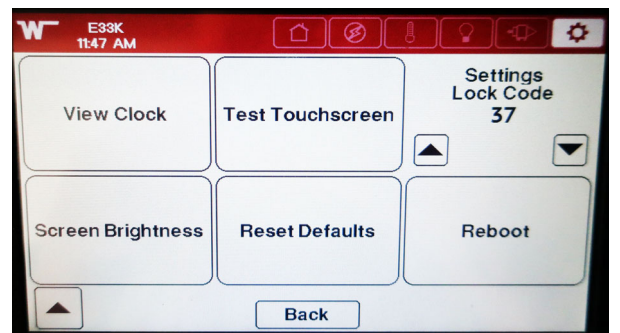 W
E33K
11:47 AM
View Clock
Test Touchscreen
Settings
Lock Code
37
Screen Brightness
Reset Defaults
Reboot
Back